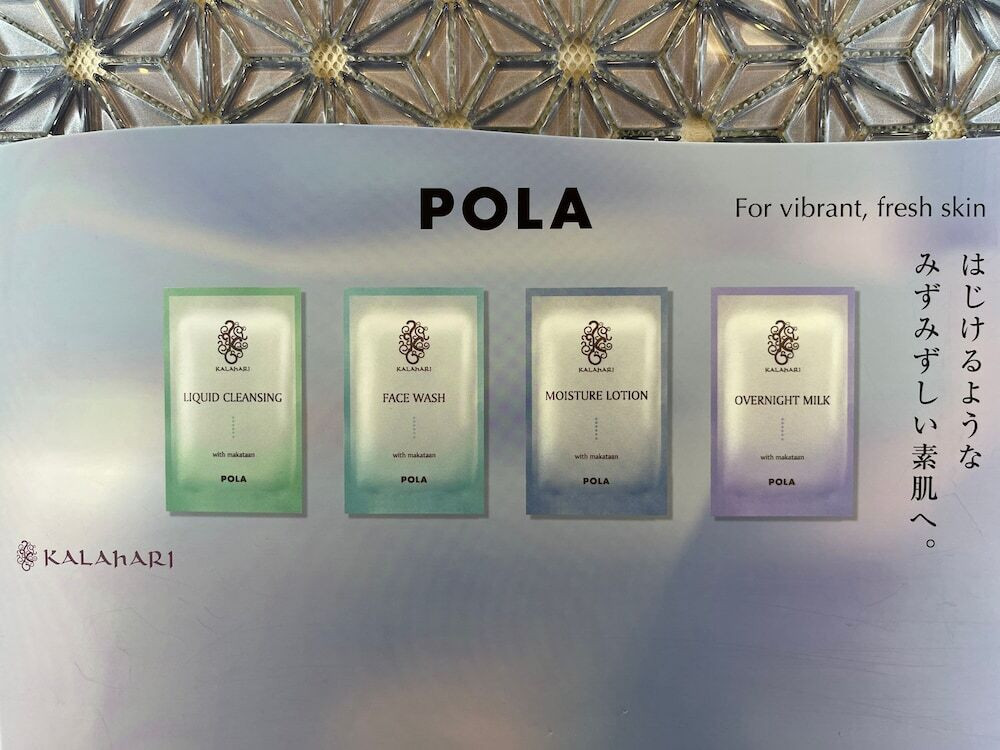 POLA
For vibrant, fresh skin
はじけるような
みずみずしい素肌へ。
KALAHARI
LIQUID CLEANSING
with makataan
POLA
KALAHARI
FACE WASH
with makataan
POLA
KALAHARI
MOISTURE LOTION
with makataan
POLA
KALAHARI
OVERNIGHT MILK
with makataan
POLA
KALAHARI